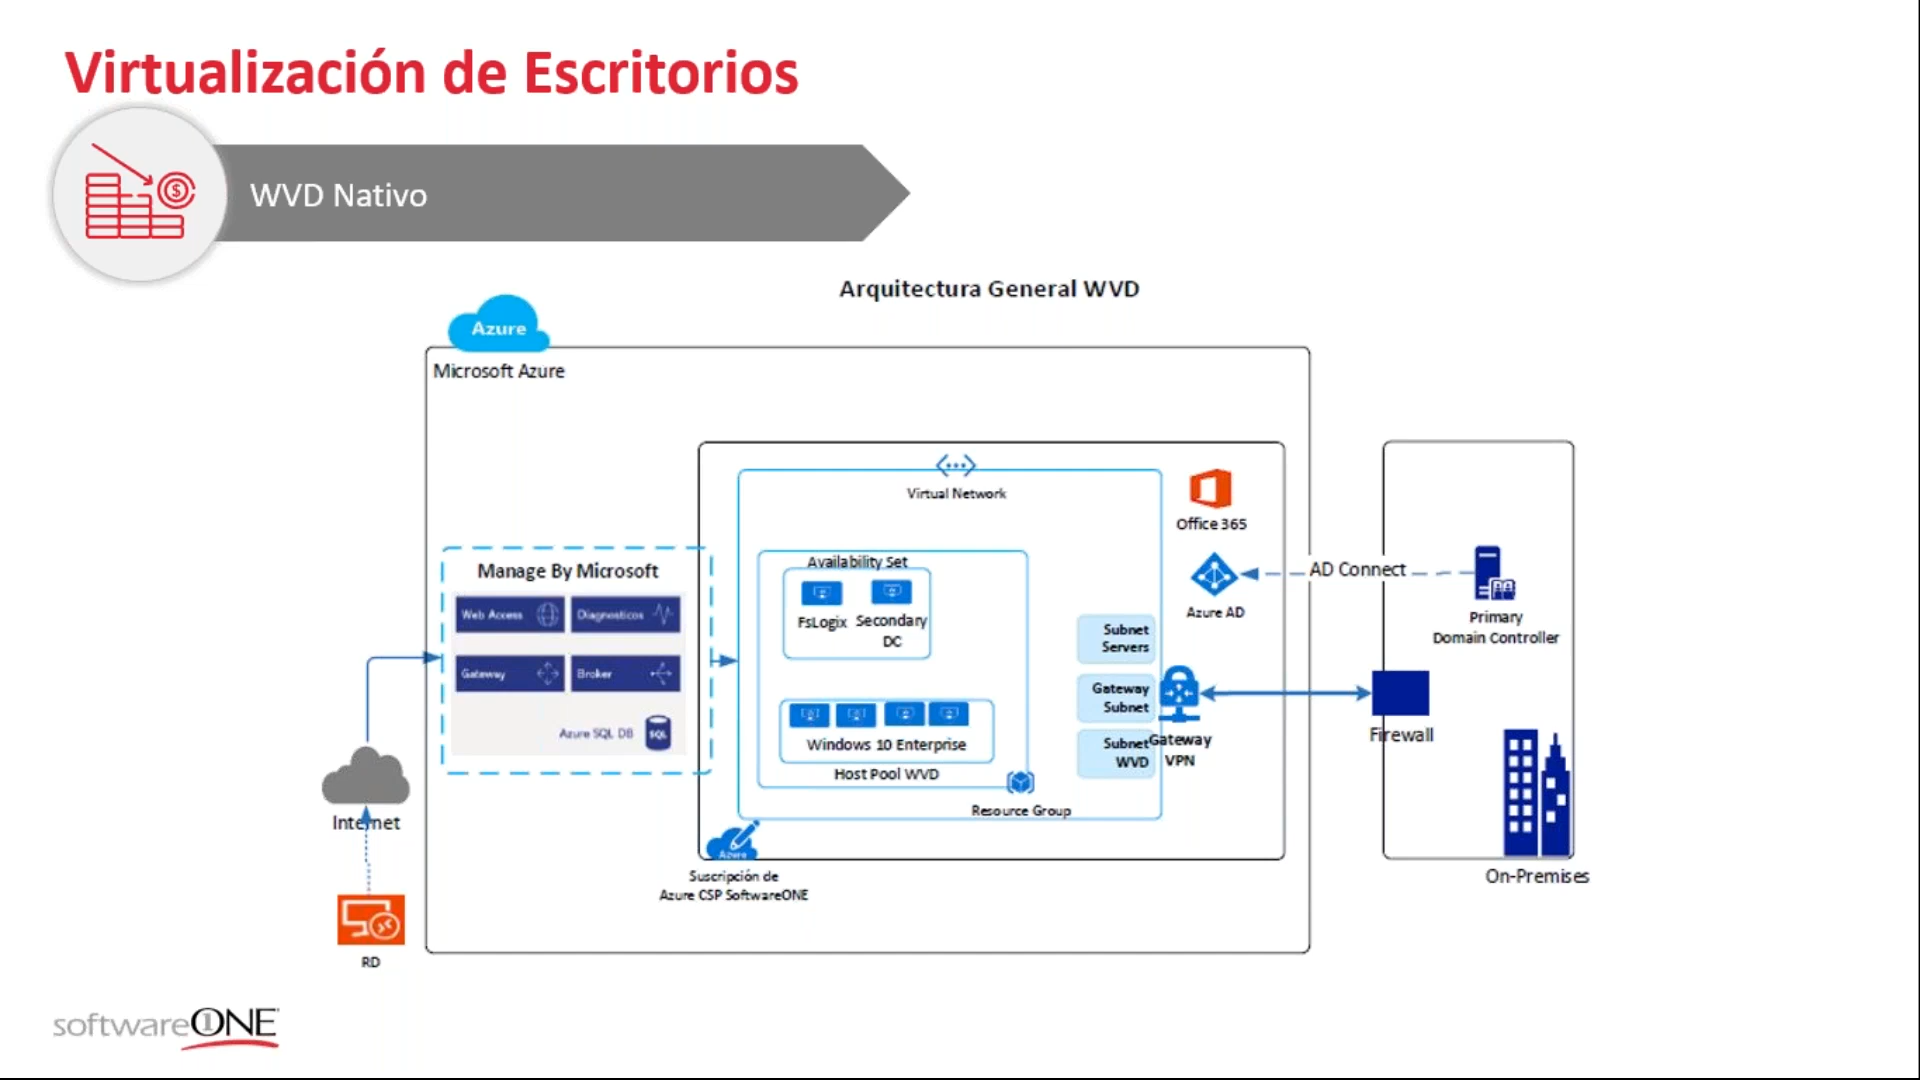 Virtualización de Escritorios
WVD Nativo
Arquitectura General WVD
Azure
Microsoft Azure
Virtual Network
Office 365
Availability Set
Manage By Microsoft
AD Connect
Web Access
Diagnosticos
FsLogix
Secondary
DC
Azure AD
Primary
Domain Controller
Subnet
Servers
Gateway
Broker
Gateway
Subnet
Azure SQL DB
SQL
Windows 10 Enterprise
Subnet
WVD
Gateway
VPN
Firewall
Host Pool WVD
Resource Group
Internet
Azure
Suscripción de
Azure CSP SoftwareONE
On-Premises
RD
softwareONE